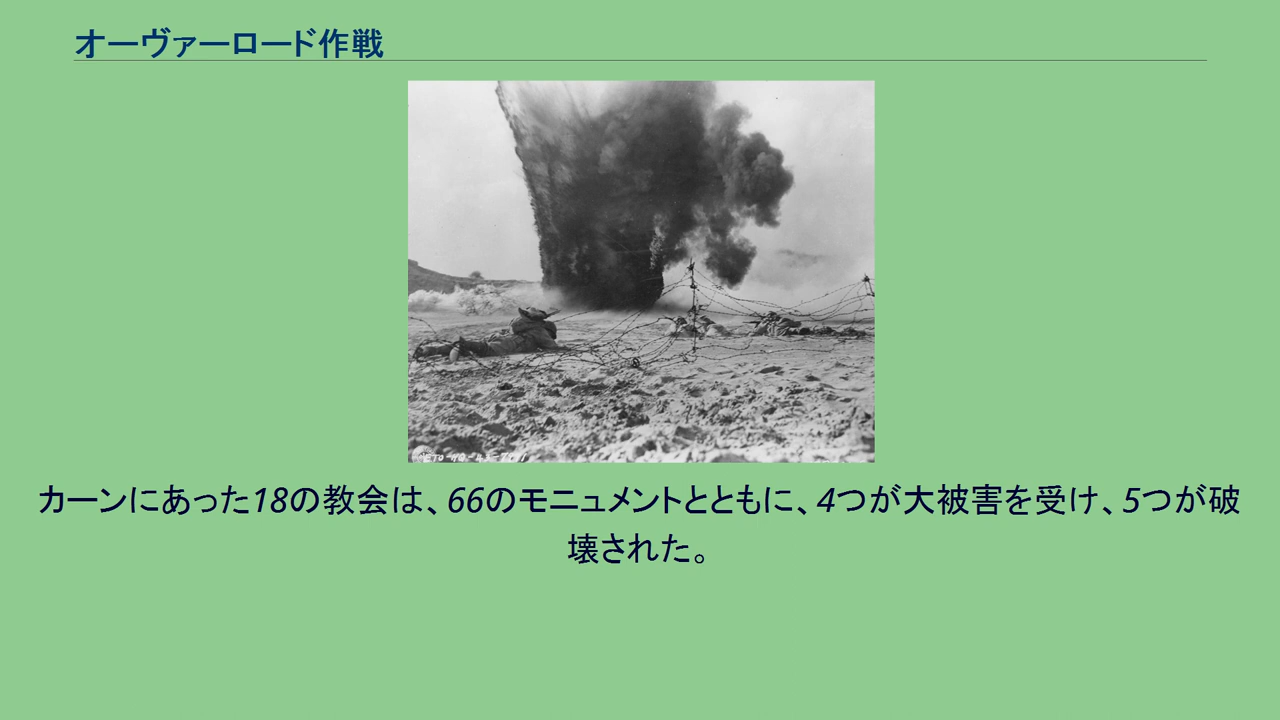 オーヴァーロード作戦
カーンにあった18の教会は、66のモニュメントとともに、4つが大被害を受け、5つが破
壊された。